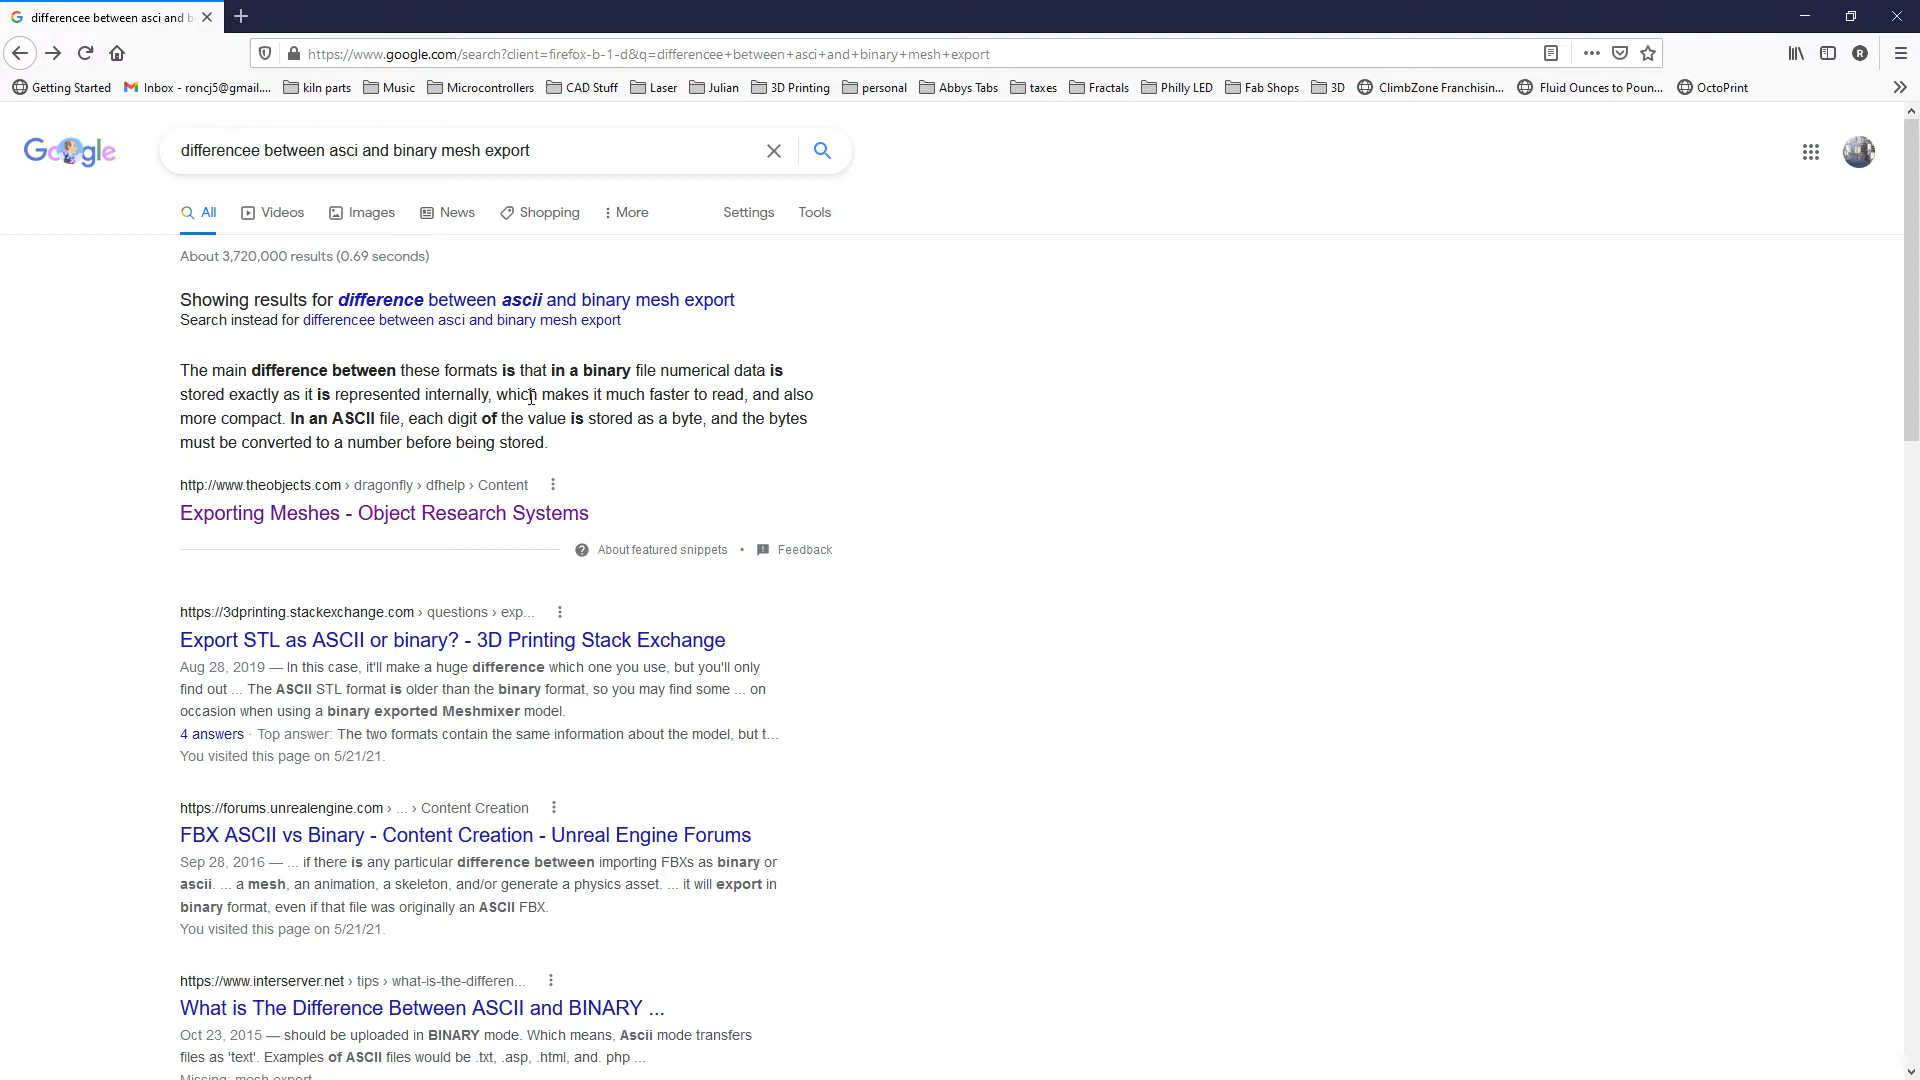 differencee between asci and b
https://www.google.com/search?client=firefox-b-1-d&q=differencee+between+asci+and+binary+mesh+export
Getting Started Inbox - roncj5@gmail.... kiln parts Music Microcontrollers CAD Stuff Laser Julian 3D Printing personal Abbys Tabs taxes Fractals Philly LED Fab Shops 3D ClimbZone Franchisin... Fluid Ounces to Poun... OctoPrint
Google differencee between asci and binary mesh export
All Videos Images News Shopping More Settings Tools
About 3,720,000 results (0.69 seconds)
Showing results for difference between ascii and binary mesh export
Search instead for differencee between asci and binary mesh export
The main difference between these formats is that in a binary file numerical data is
stored exactly as it is represented internally, which makes it much faster to read, and also
more compact. In an ASCII file, each digit of the value is stored as a byte, and the bytes
must be converted to a number before being stored.
http://www.theobjects.com › dragonfly › dfhelp › Content
Exporting Meshes - Object Research Systems
About featured snippets • Feedback
https://3dprinting.stackexchange.com › questions › exp...
Export STL as ASCII or binary? - 3D Printing Stack Exchange
Aug 28, 2019 — In this case, it'll make a huge difference which one you use, but you'll only
find out ... The ASCII STL format is older than the binary format, so you may find some ... on
occasion when using a binary exported Meshmixer model.
4 answers · Top answer: The two formats contain the same information about the model, but t...
You visited this page on 5/21/21.
https://forums.unrealengine.com › ... › Content Creation
FBX ASCII vs Binary - Content Creation - Unreal Engine Forums
Sep 28, 2016 — ... if there is any particular difference between importing FBXs as binary or
ascii. ... a mesh, an animation, a skeleton, and/or generate a physics asset. ... it will export in
binary format, even if that file was originally an ASCII FBX.
You visited this page on 5/21/21.
https://www.interserver.net › tips › what-is-the-differen...
What is The Difference Between ASCII and BINARY ...
Oct 23, 2015 — should be uploaded in BINARY mode. Which means, Ascii mode transfers
files as 'text'. Examples of ASCII files would be .txt, .asp, .html, and. php ...
Missing: mesh export